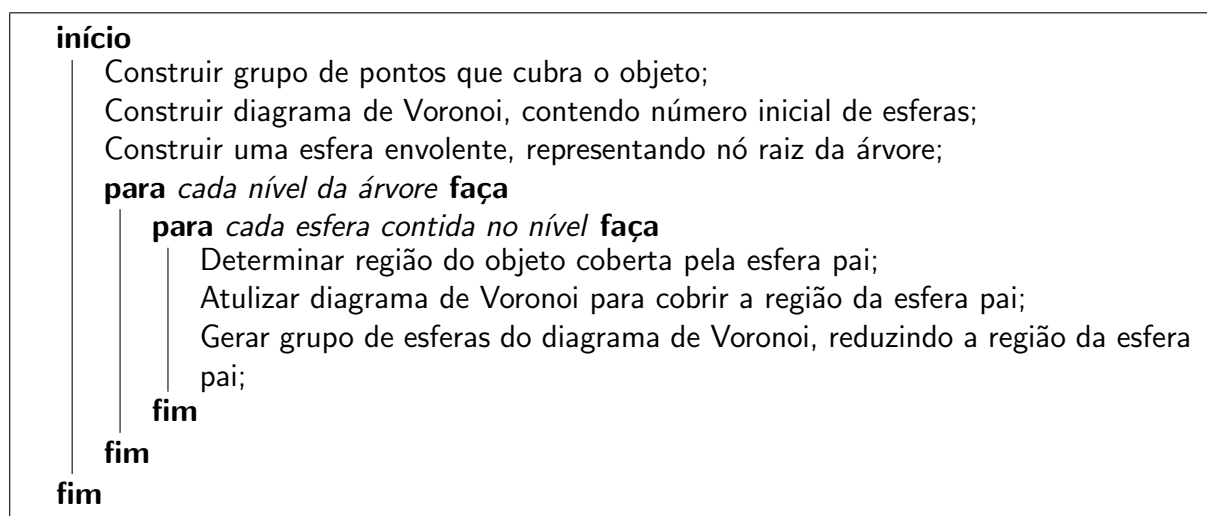 início
Construir grupo de pontos que cubra o objeto;
Construir diagrama de Voronoi, contendo número inicial de esferas;
Construir uma esfera envolente, representando nó raiz da árvore;
para cada nível da árvore faça
para cada esfera contida no nível faça
Determinar região do objeto coberta pela esfera pai;
Atulizar diagrama de Voronoi para cobrir a região da esfera pai;
Gerar grupo de esferas do diagrama de Voronoi, reduzindo a região da esfera
pai;
fim
fim
fim